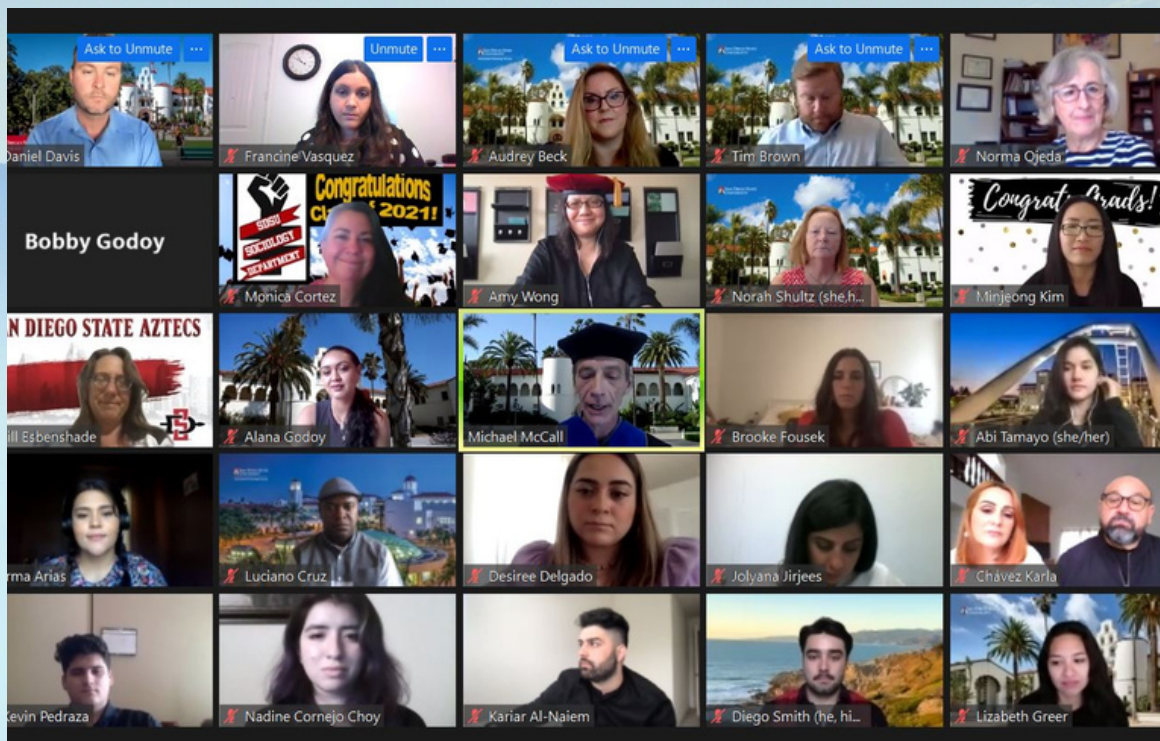 Ask to Unmute ...
Unmute ...
Ask to Unmute ...
Ask to Unmute ...
Daniel Davis
Francine Vasquez
Audrey Beck
Tim Brown
Norma Ojeda
Bobby Godoy
SDSU
SOCIOLOGY
DEPARTMENT
Congratulations
Class of 2021!
Monica Cortez
Amy Wong
Norah Shultz (she,h...
Congrats Grads!
Minjeong Kim
AN DIEGO STATE AZTECS
ill Esbenshade
Alana Godoy
Michael McCall
Brooke Fousek
Abi Tamayo (she/her)
rma Arias
Luciano Cruz
Desiree Delgado
Jolyana Jirjees
Chávez Karla
Kevin Pedraza
Nadine Cornejo Choy
Kariar Al-Naiem
Diego Smith (he, hi...
Lizabeth Greer